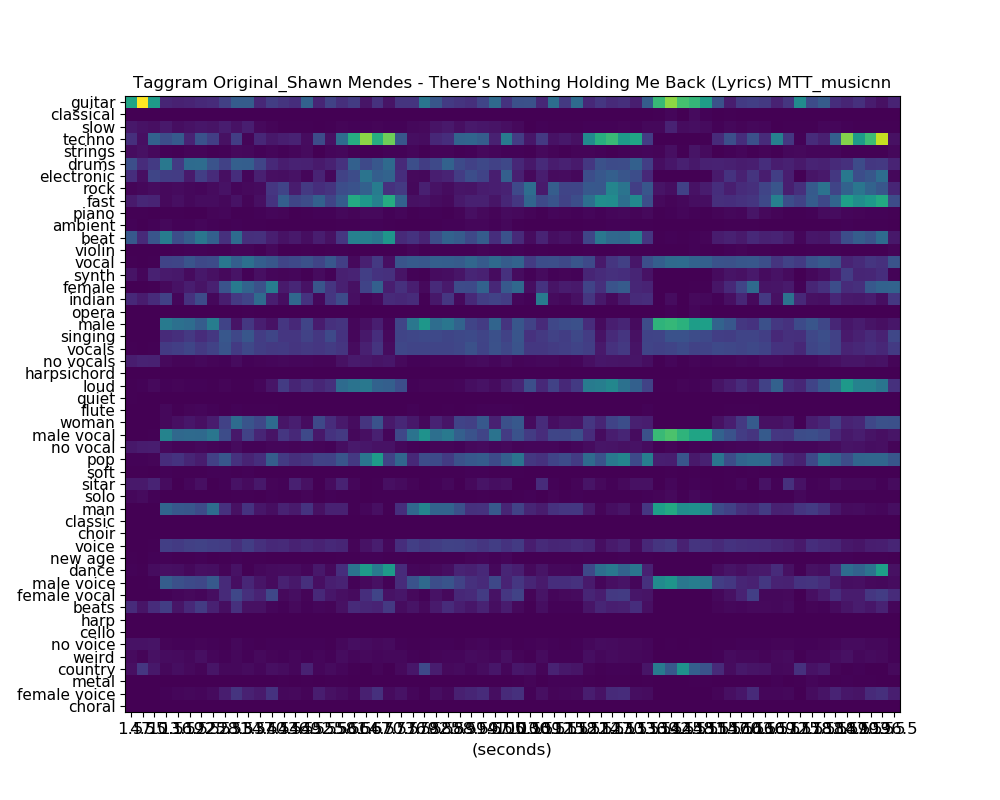 Taggram Original_Shawn Mendes - There's Nothing Holding Me Back (Lyrics) MTT_musicnn
guitar
classical
slow
techno
strings
drums
electronic
rock
fast
piano
ambient
beat
violin
vocal
synth
female
indian
opera
male
singing
vocals
no vocals
harpsichord
loud
quiet
flute
woman
male vocal
no vocal
pop
soft
sitar
solo
man
classic
choir
voice
new age
dance
male voice
female vocal
beats
harp
cello
no voice
weird
country
metal
female voice
choral
(seconds)